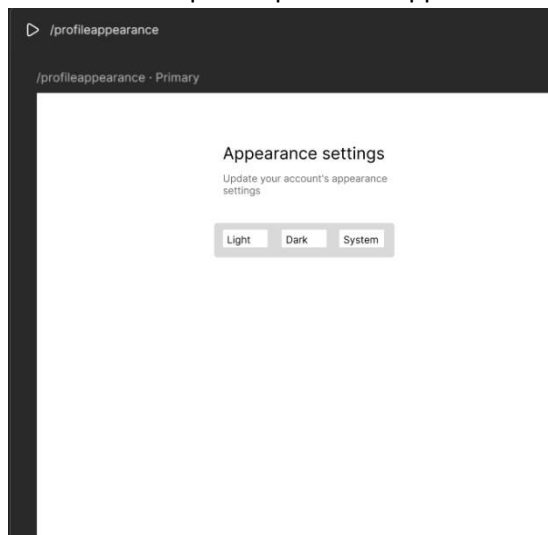 /profileappearance
/profileappearance · Primary
Appearance settings
Update your account's appearance
settings
Light Dark System